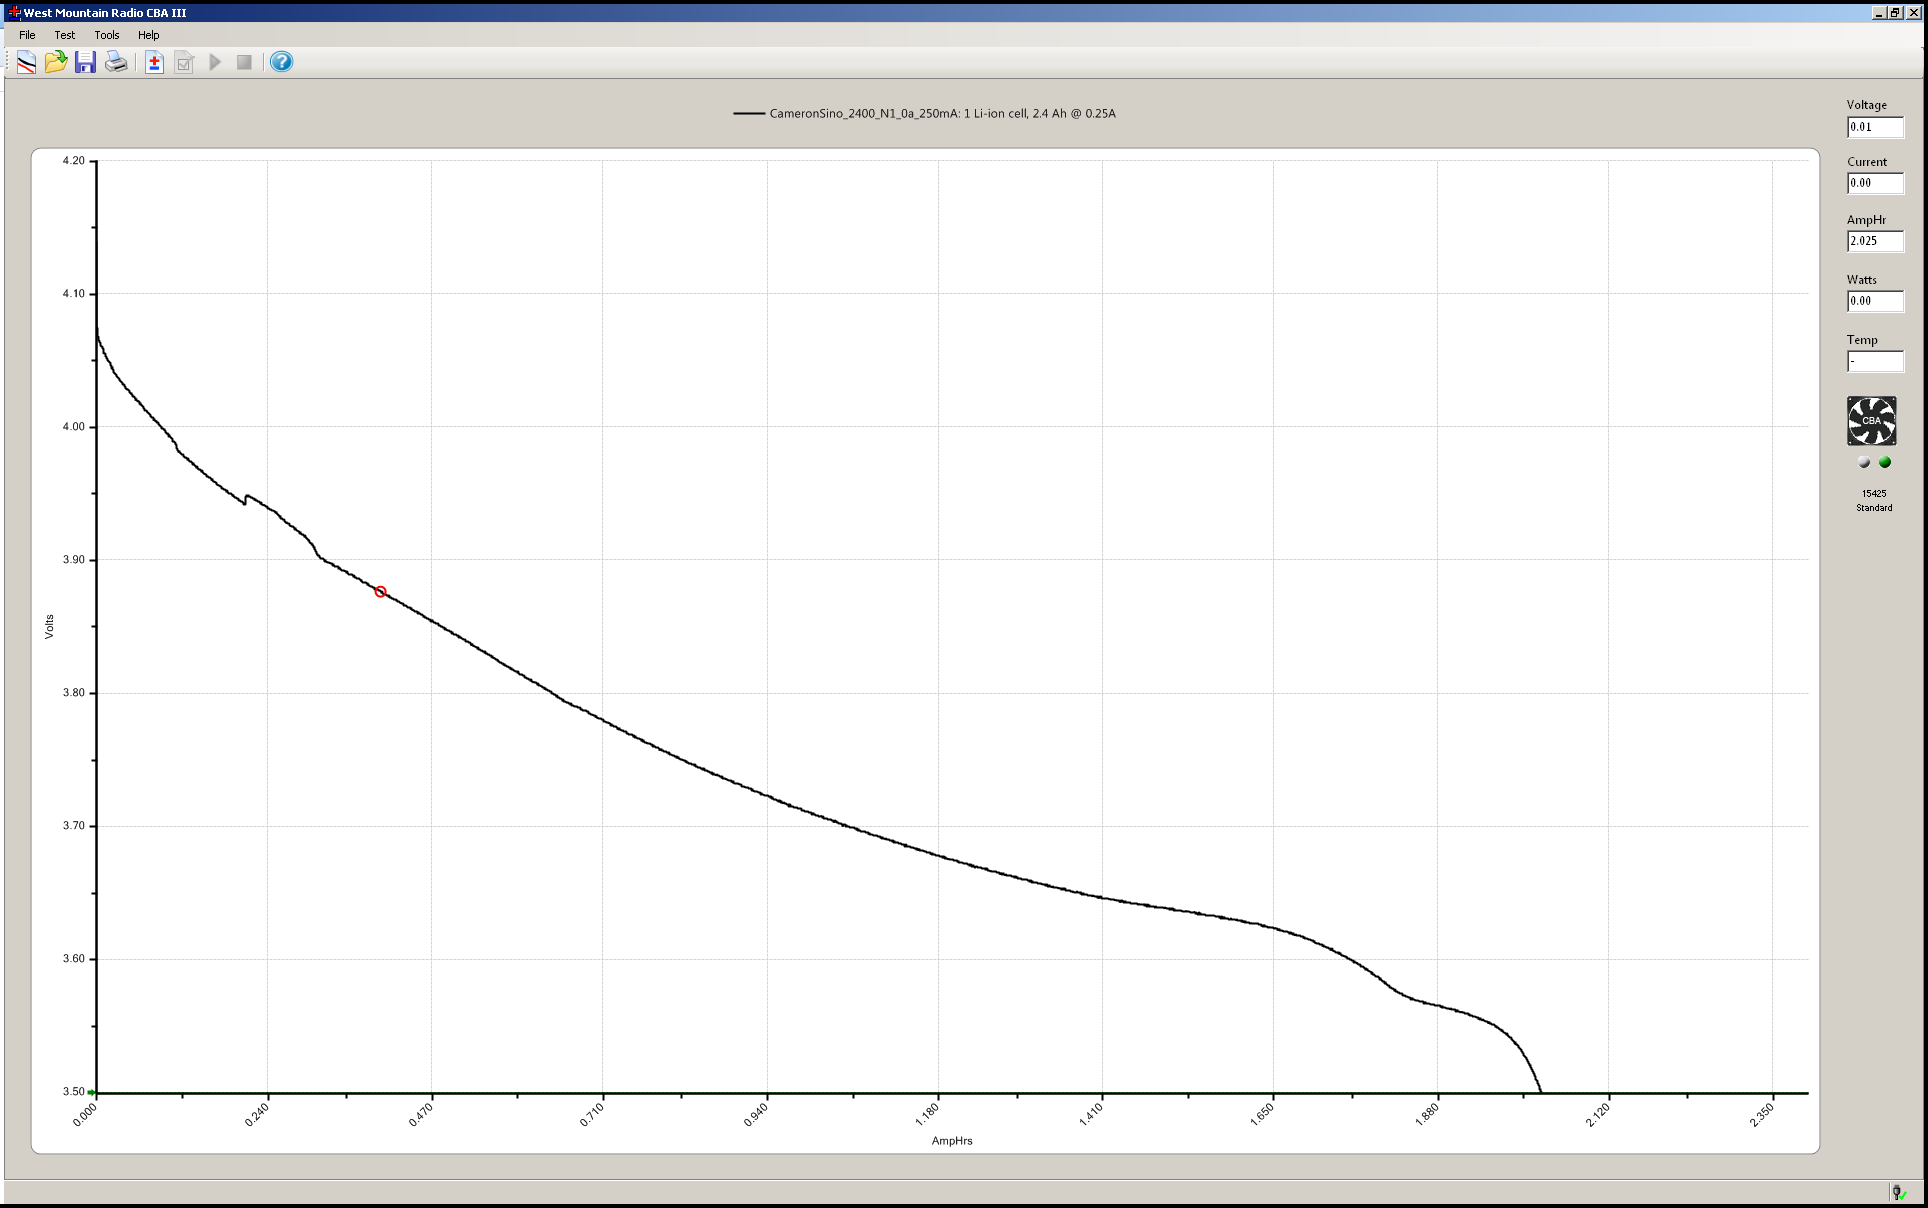 West Mountain Radio CBA III
File Test Tools Help
CameronSino_2400_N1_0a_250mA: 1 Li-ion cell, 2.4 Ah @ 0.25A
4.20
4.10
4.00
3.90
3.80
3.70
3.60
3.50
Volts
0.000 0.240 0.470 0.710 0.940 1.180 1.410 1.650 1.880 2.120 2.350
AmpHrs
Voltage
0.01
Current
0.00
AmpHr
2.025
Watts
0.00
Temp
-
CBA
15425
Standard